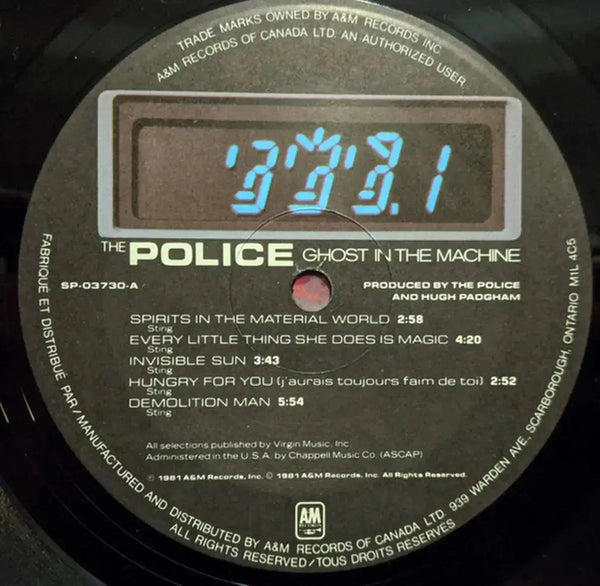 TRADE MARKS OWNED BY A&M RECORDS INC.
A&M RECORDS OF CANADA LTD. AN AUTHORIZED USER
THE POLICE GHOST IN THE MACHINE
SP-03730-A
PRODUCED BY THE POLICE
AND HUGH PADGHAM
SPIRITS IN THE MATERIAL WORLD 2:58
Sting
EVERY LITTLE THING SHE DOES IS MAGIC 4:20
Sting
INVISIBLE SUN 3:43
Sting
HUNGRY FOR YOU (j'aurais toujours faim de toi) 2:52
Sting
DEMOLITION MAN 5:54
Sting
All selections published by Virgin Music, Inc.
Administered in the U.S.A. by Chappell Music Co. (ASCAP)
℗ 1981 A&M Records, Inc. © 1981 A&M Records, Inc. All Rights Reserved.
AM
RECORDS
FABRIQUÉ ET DISTRIBUÉ PAR/MANUFACTURED AND DISTRIBUTED BY A&M RECORDS OF CANADA LTD. 939 WARDEN AVE., SCARBOROUGH, ONTARIO M1L 4C5
ALL RIGHTS RESERVED/TOUS DROITS RESERVÉS